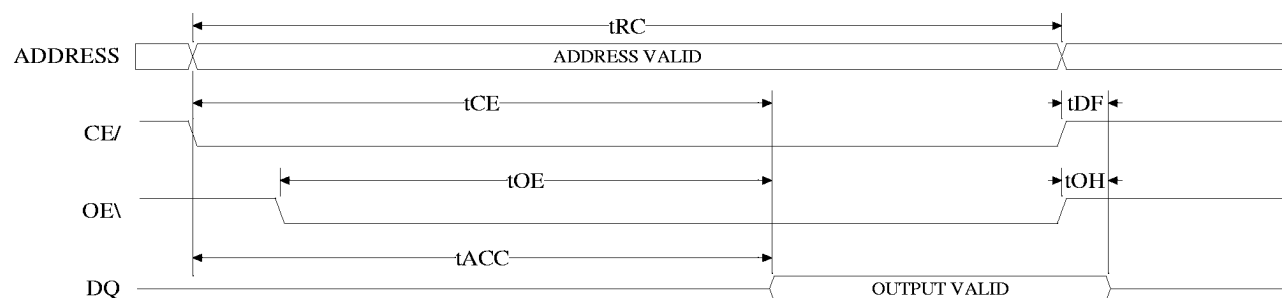 tRC
ADDRESS
ADDRESS VALID
tCE
tDF
CE/
tOE
tOH
OE\
tACC
DQ
OUTPUT VALID